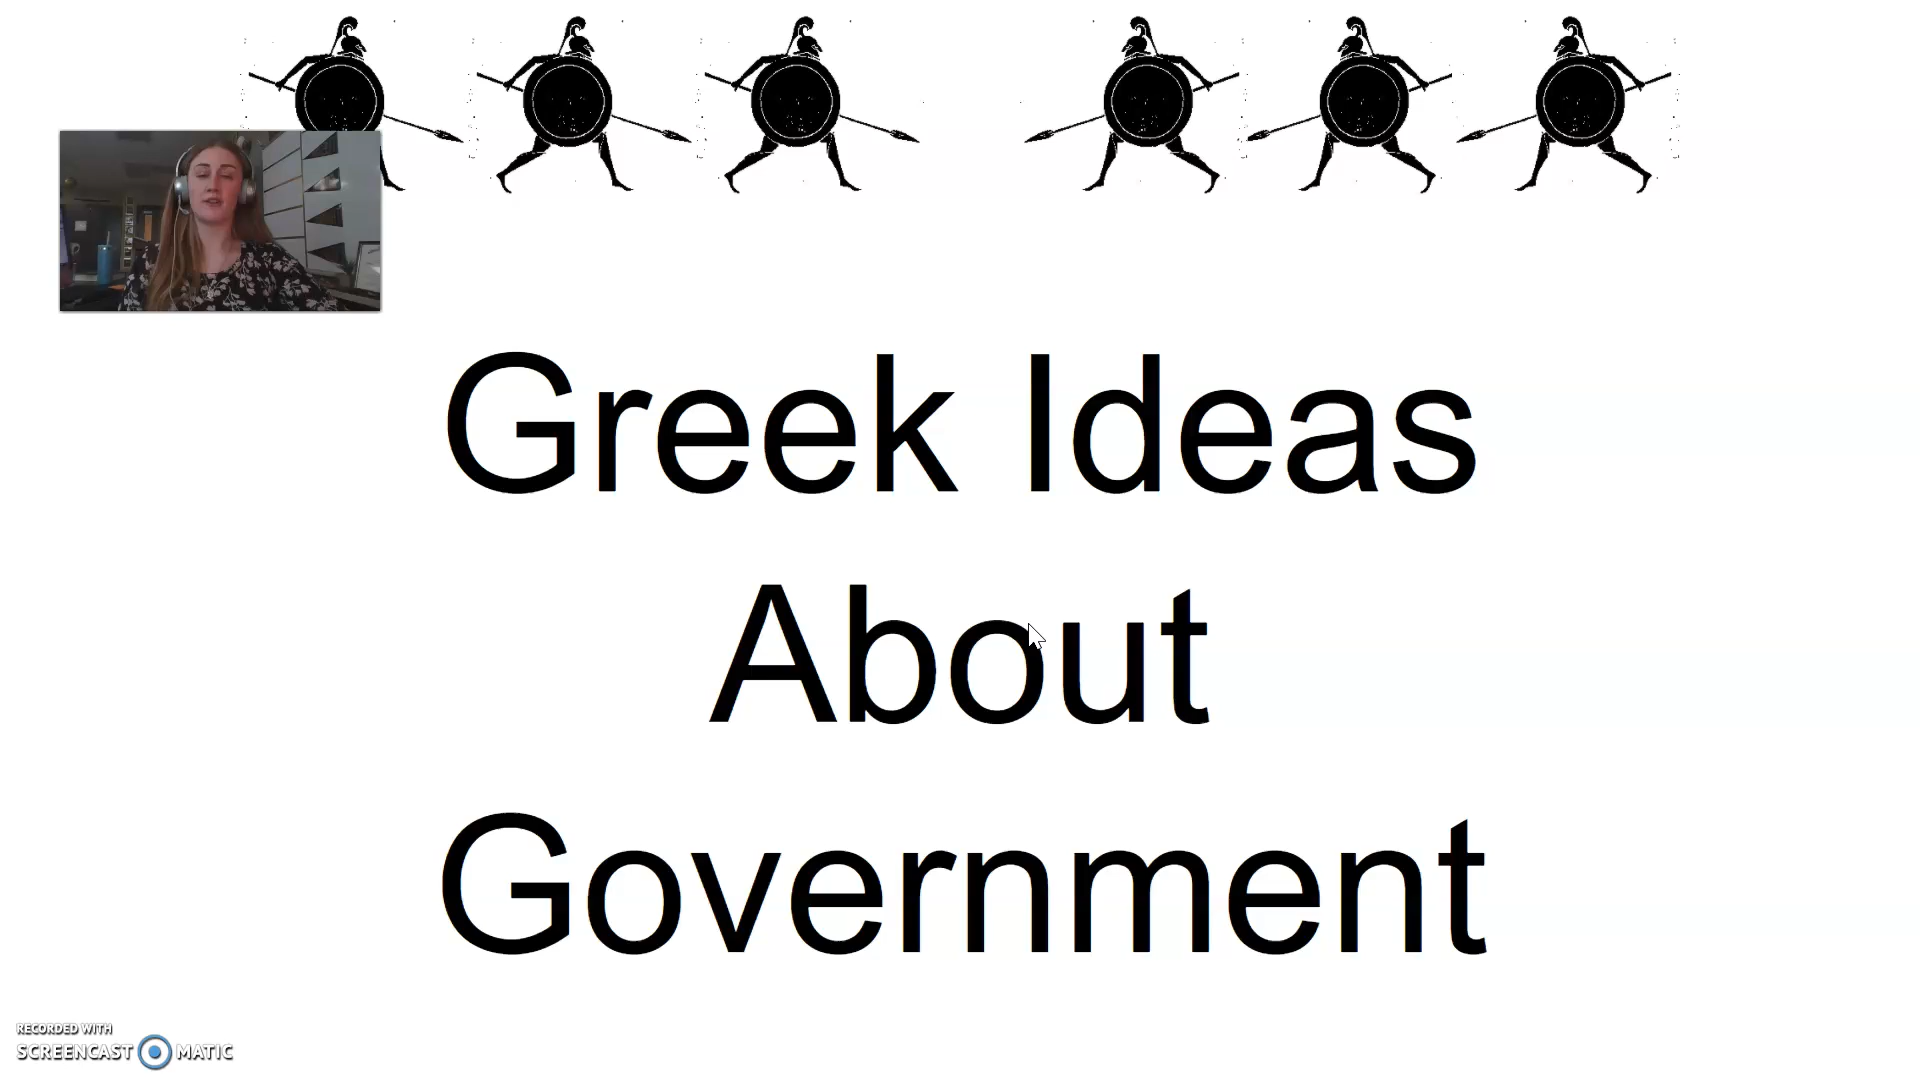 Greek Ideas
About
Government
RECORDED WITH
SCREENCAST MATIC